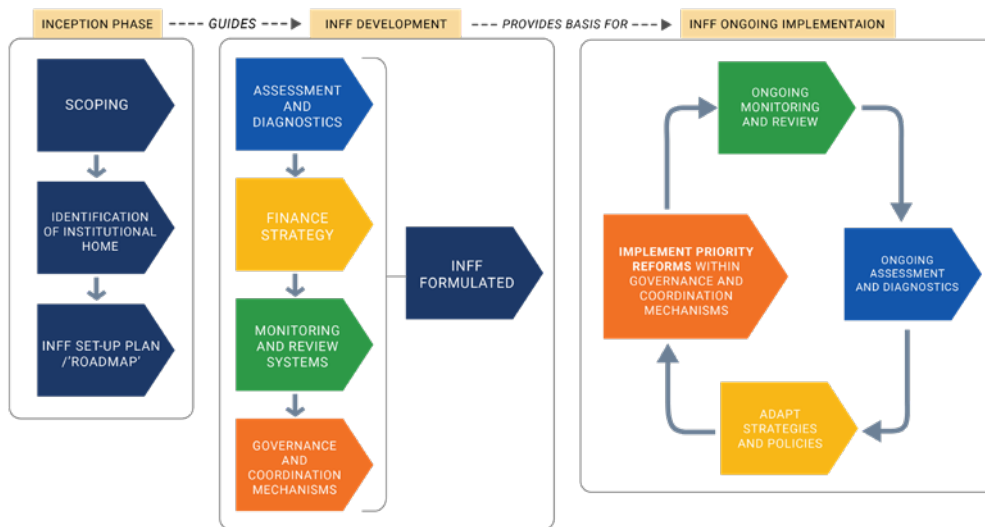 INCEPTION PHASE
GUIDES
INFF DEVELOPMENT
PROVIDES BASIS FOR
INFF ONGOING IMPLEMENTAION
SCOPING
IDENTIFICATION
OF INSTITUTIONAL
HOME
INFF SET-UP PLAN
/'ROADMAP'
ASSESSMENT
AND
DIAGNOSTICS
FINANCE
STRATEGY
MONITORING
AND REVIEW
SYSTEMS
GOVERNANCE
AND
COORDINATION
MECHANISMS
INFF
FORMULATED
ONGOING
MONITORING
AND REVIEW
IMPLEMENT PRIORITY
REFORMS WITHIN
GOVERNANCE AND
COORDINATION
MECHANISMS
ONGOING
ASSESSMENT
AND DIAGNOSTICS
ADAPT
STRATEGIES
AND POLICIES